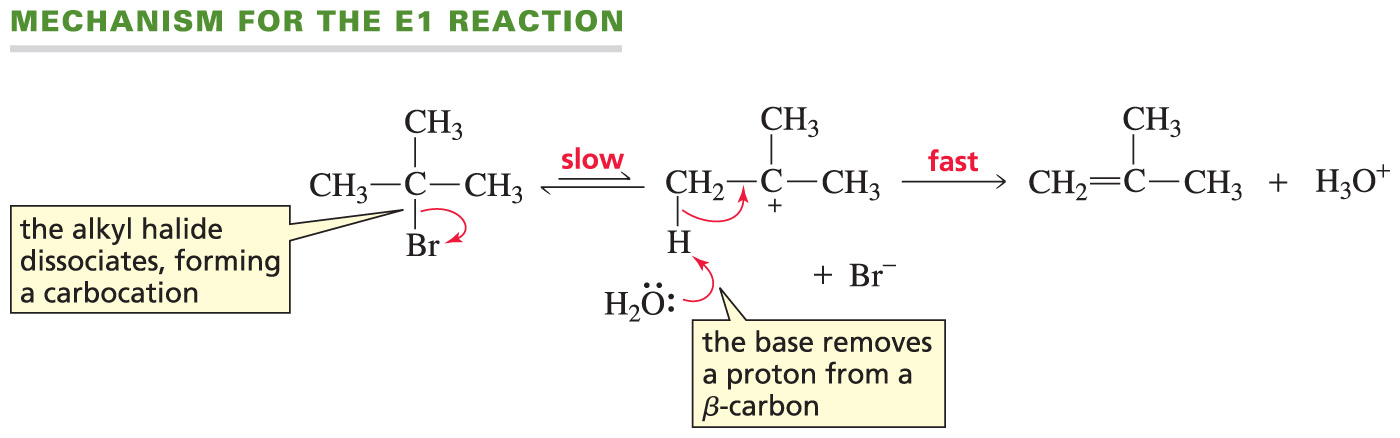 MECHANISM FOR THE E1 REACTION
CH₃ CH₃ CH₃
slow fast
CH₃—C—CH₃ CH₂—C—CH₃ CH₂=C—CH₃ + H₃O⁺
+
the alkyl halide
dissociates, forming
a carbocation
Br H
+ Br⁻
H₂Ö:
the base removes
a proton from a
β-carbon